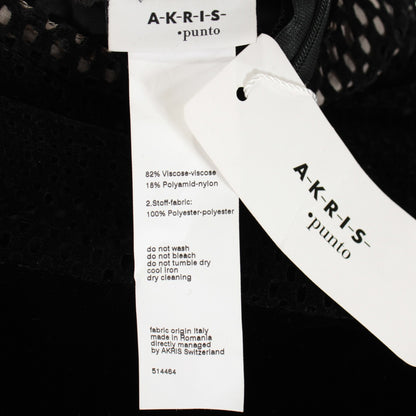 A-K-R-I-S-
•punto
82% Viscose-viscose
18% Polyamid-nylon
2.Stoff-fabric:
100% Polyester-polyester
do not wash
do not bleach
do not tumble dry
cool iron
dry cleaning
fabric origin Italy
made in Romania
directly managed
by AKRIS Switzerland
514464
A-K-R-I-S-
•punto